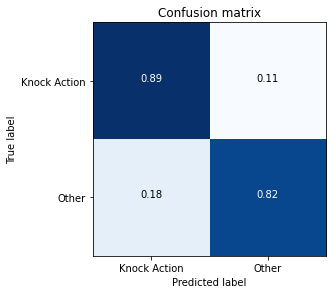 Confusion matrix
Knock Action
0.89
0.11
True label
Other
0.18
0.82
Knock Action
Other
Predicted label